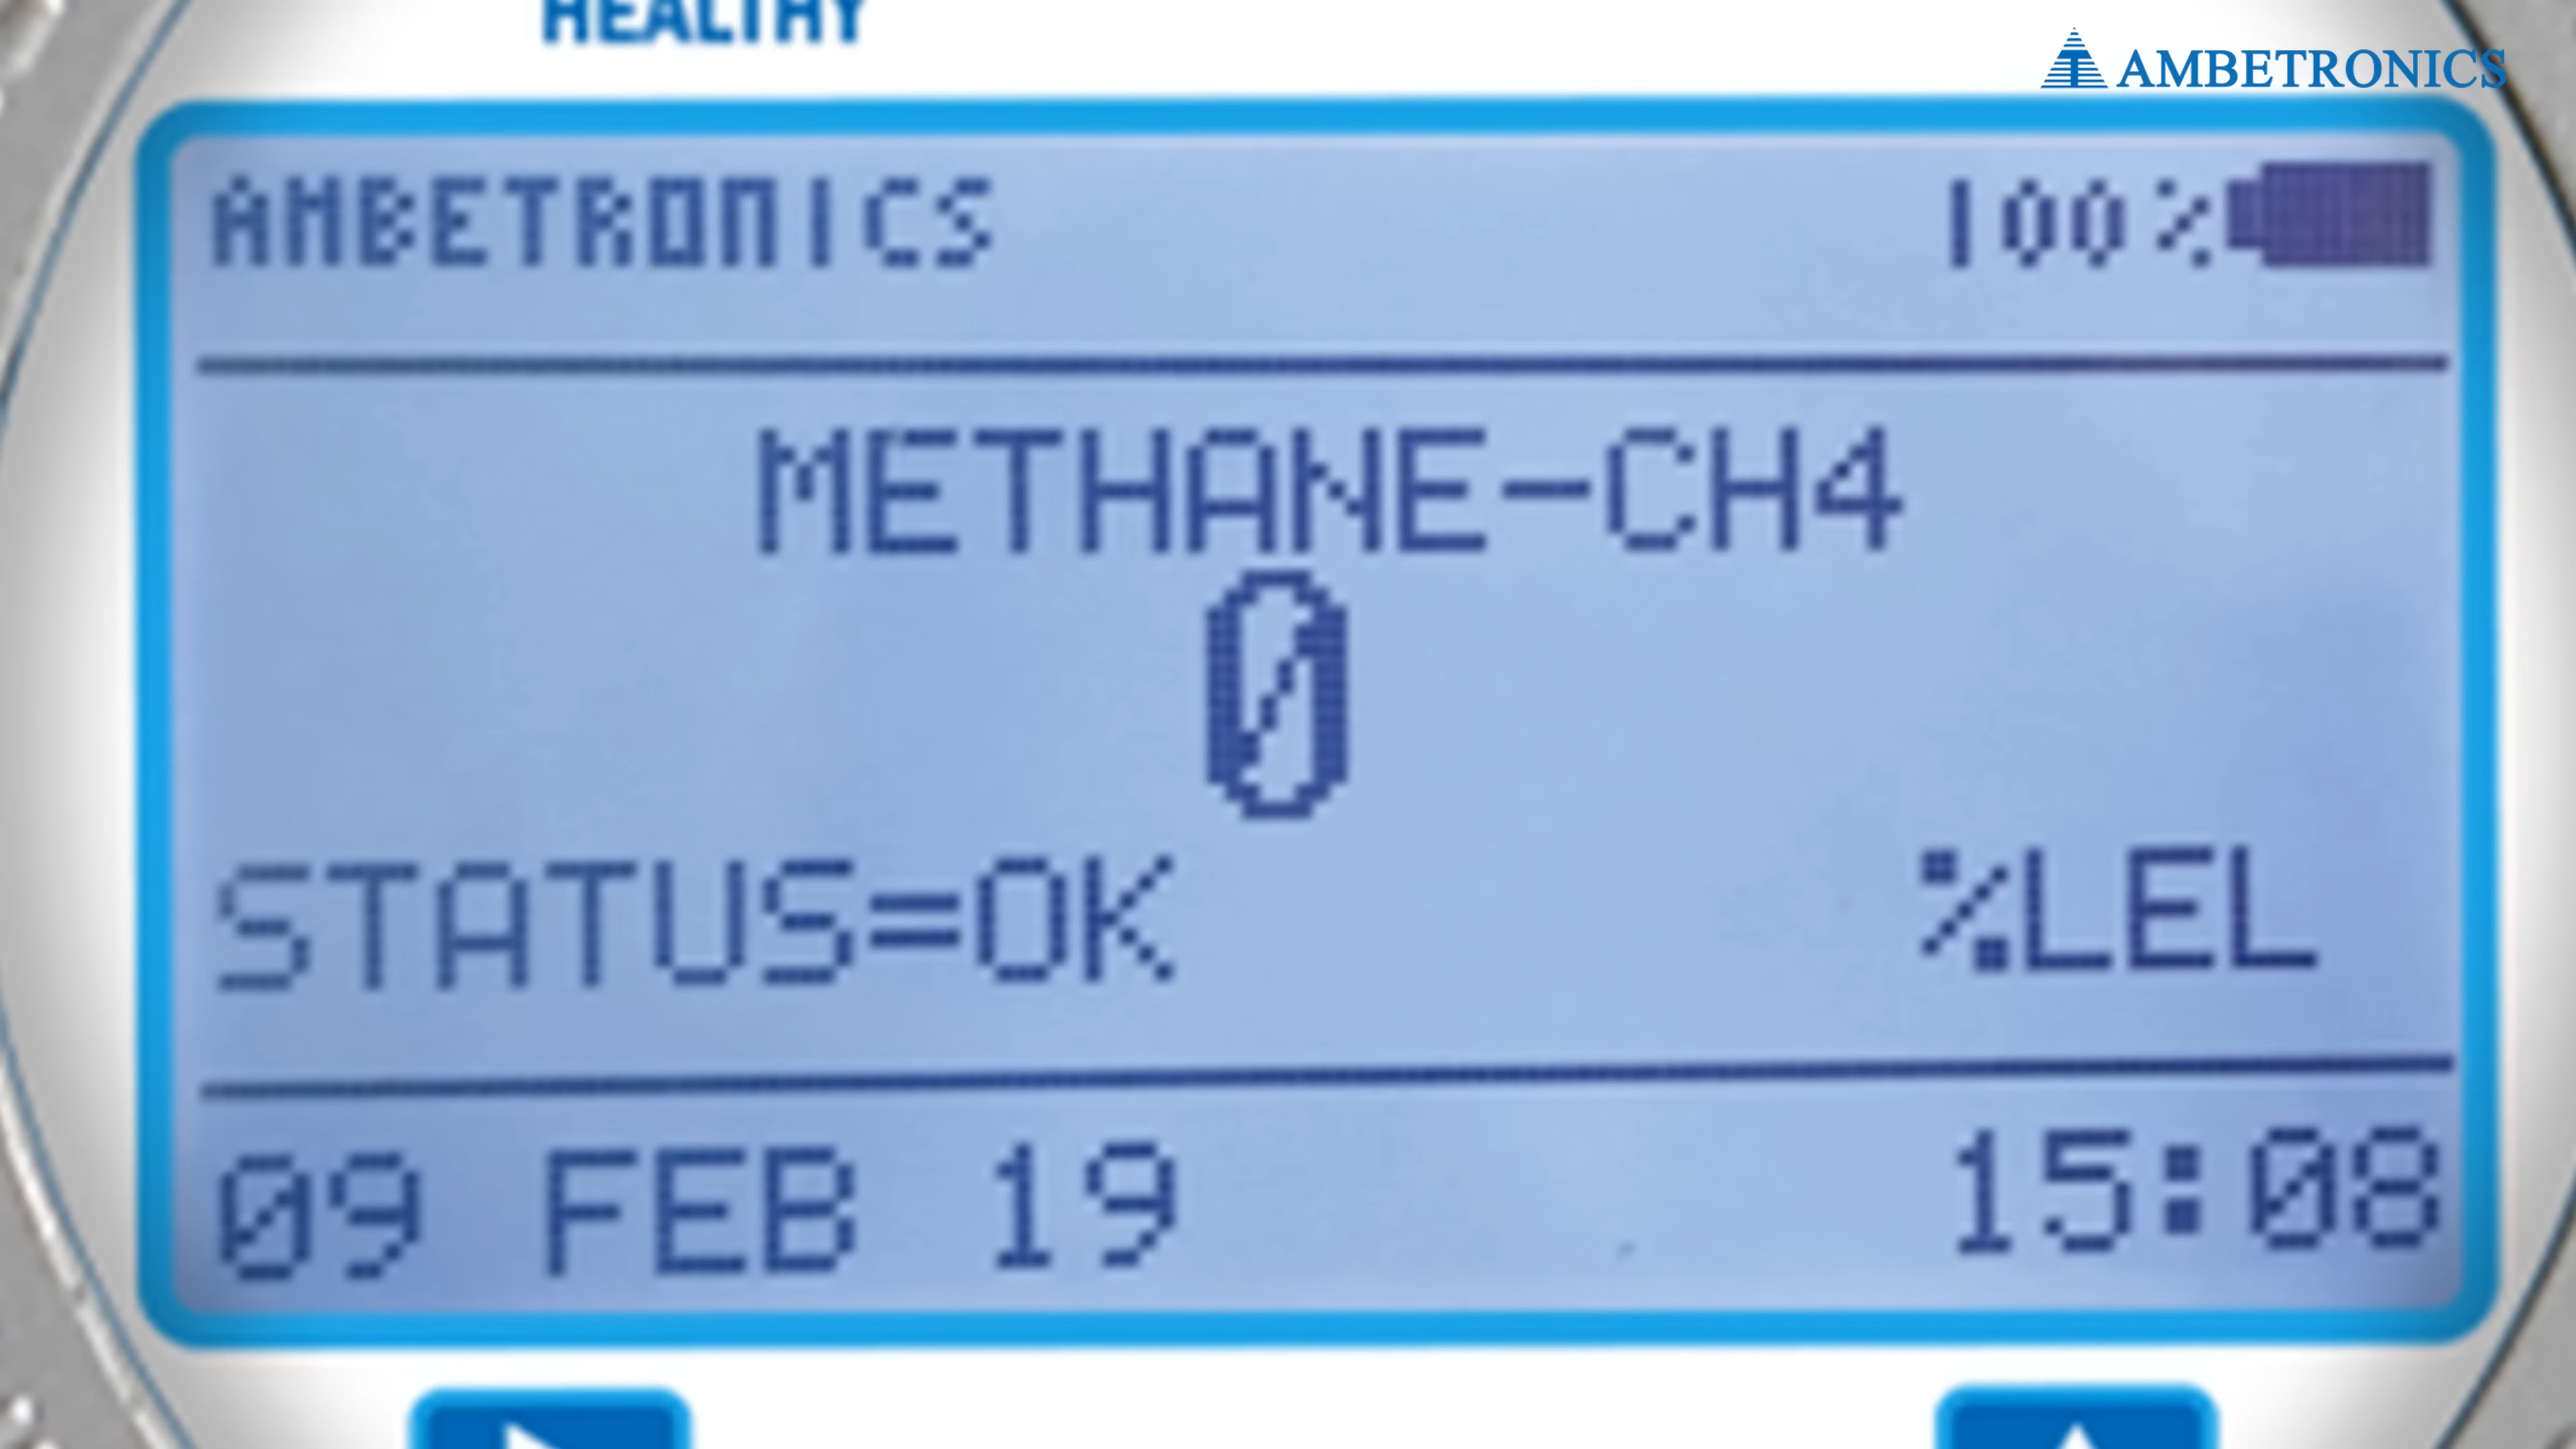 HEALTHY
AMBETRONICS
AMBETRONICS 100%
METHANE-CH4
0
STATUS=OK %LEL
09 FEB 19 15:08